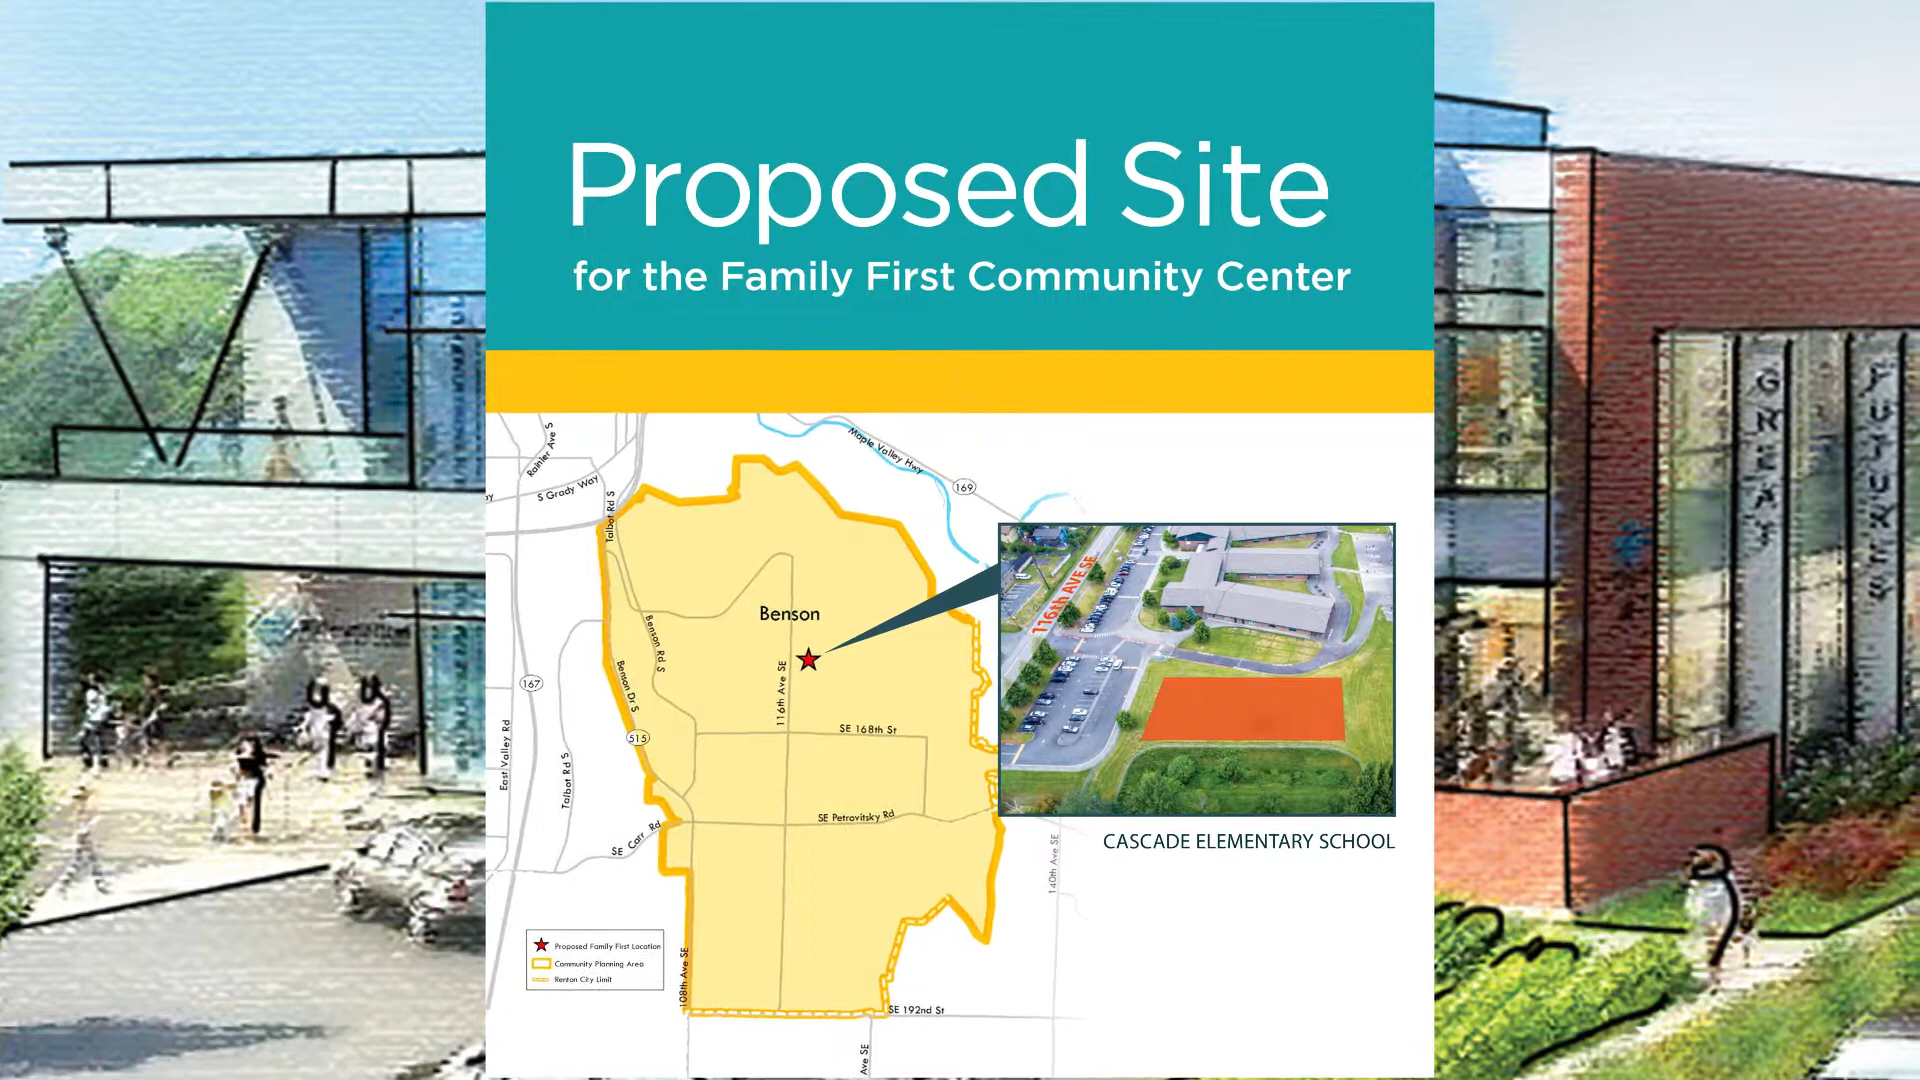 Proposed Site
for the Family First Community Center
Rainier Ave S
Maple Valley Hwy
169
S Grady Way
Talbot Rd S
116th AVE SE
Benson
Benson Rd S
Benson Dr S
116th Ave SE
167
515
SE 168th St
East Valley Rd
Talbot Rd S
SE Petrovitsky Rd
SE Carr Rd
CASCADE ELEMENTARY SCHOOL
140th Ave SE
Proposed Family First Location
Community Planning Area
Renton City Limit
108th Ave SE
SE 192nd St
Ave SE
GREAT
FUTURES